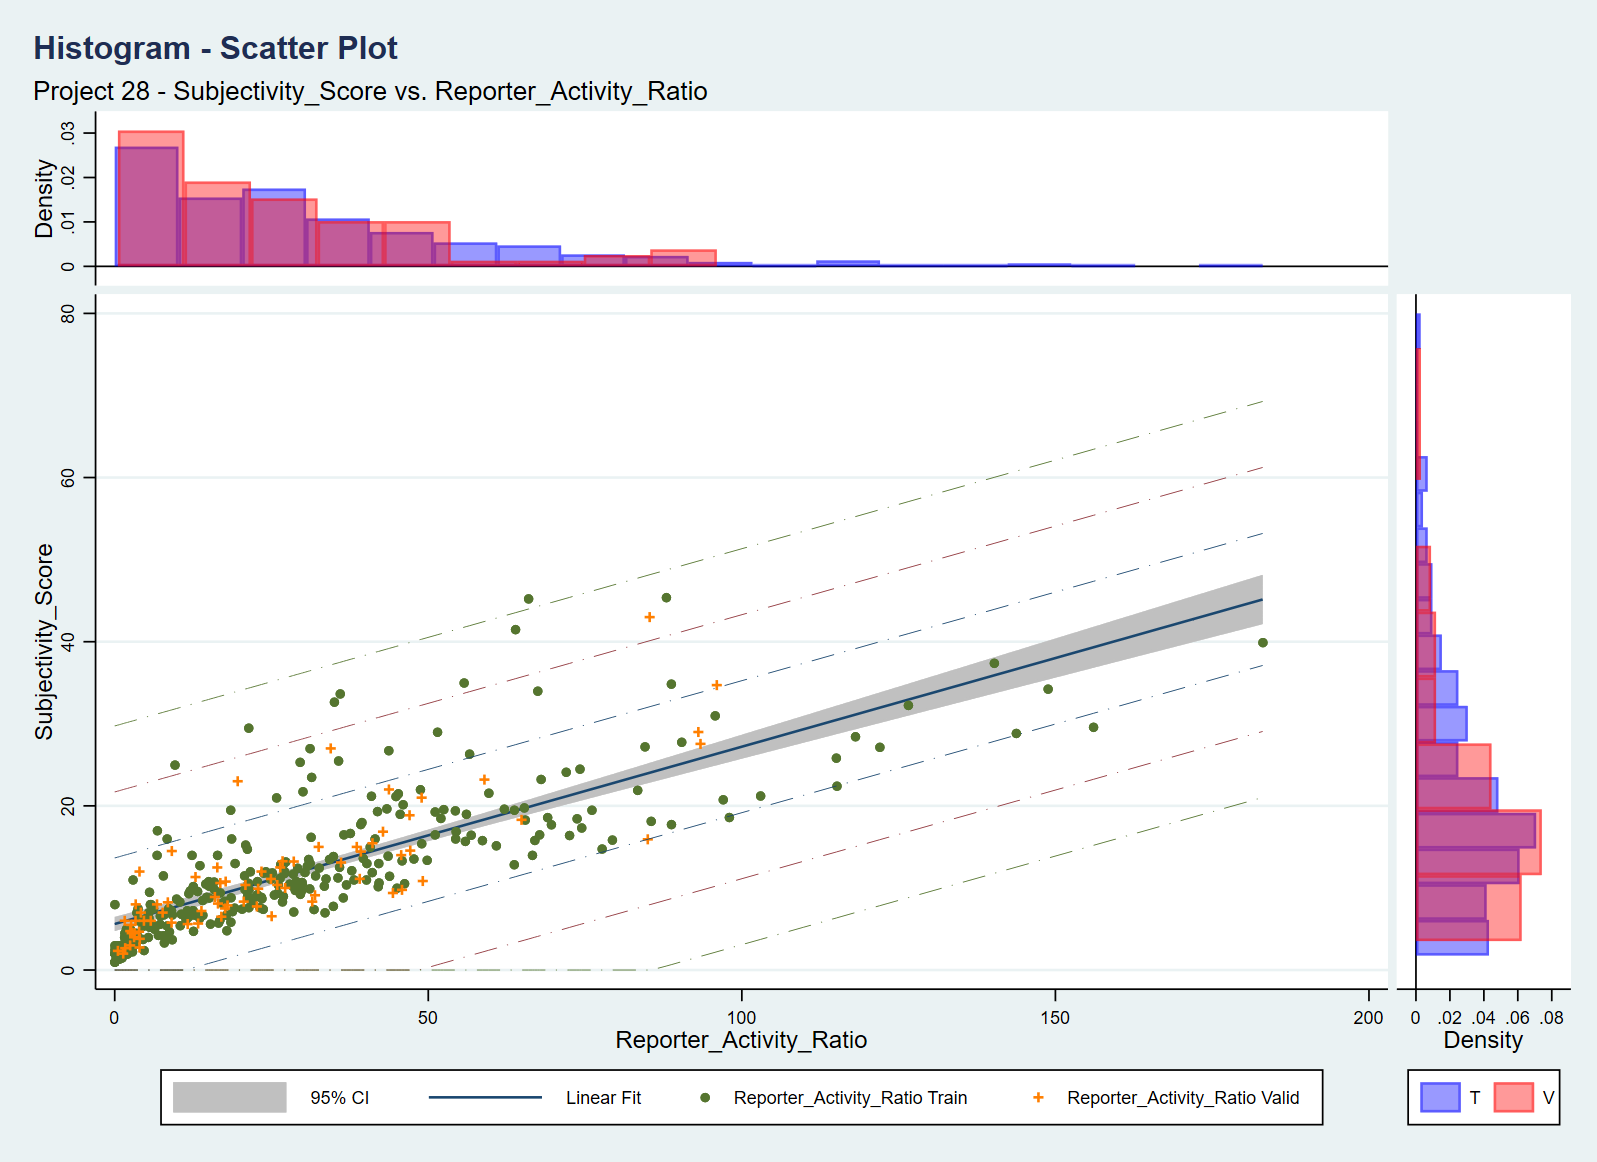 Histogram - Scatter Plot
Project 28 - Subjectivity_Score vs. Reporter_Activity_Ratio
Density
.03
.02
.01
0
Subjectivity_Score
80
60
40
20
0
0 50 100 150 200
Reporter_Activity_Ratio
0 .02 .04 .06 .08
Density
95% CI Linear Fit Reporter_Activity_Ratio Train Reporter_Activity_Ratio Valid
T V